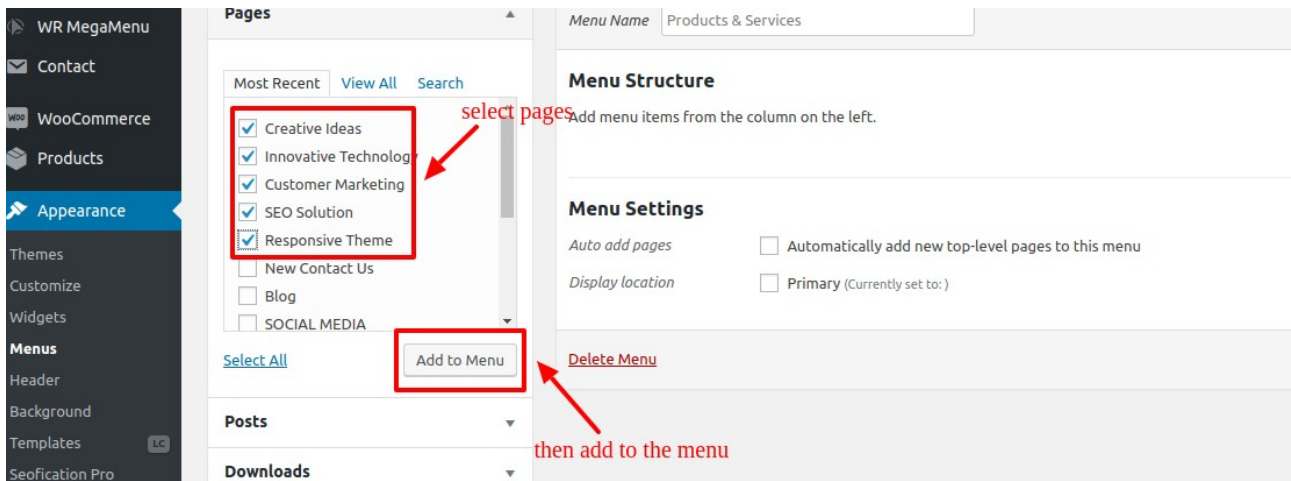 WR MegaMenu
Contact
WOO
WooCommerce
Products
Appearance
Themes
Customize
Widgets
Menus
Header
Background
Templates LC
Seofication Pro
Pages
Most Recent View All Search
Creative Ideas
Innovative Technology
Customer Marketing
SEO Solution
Responsive Theme
New Contact Us
Blog
SOCIAL MEDIA
Select All Add to Menu
Posts
Downloads
select pages
then add to the menu
Menu Name Products & Services
Menu Structure
Add menu items from the column on the left.
Menu Settings
Auto add pages Automatically add new top-level pages to this menu
Display location Primary (Currently set to: )
Delete Menu